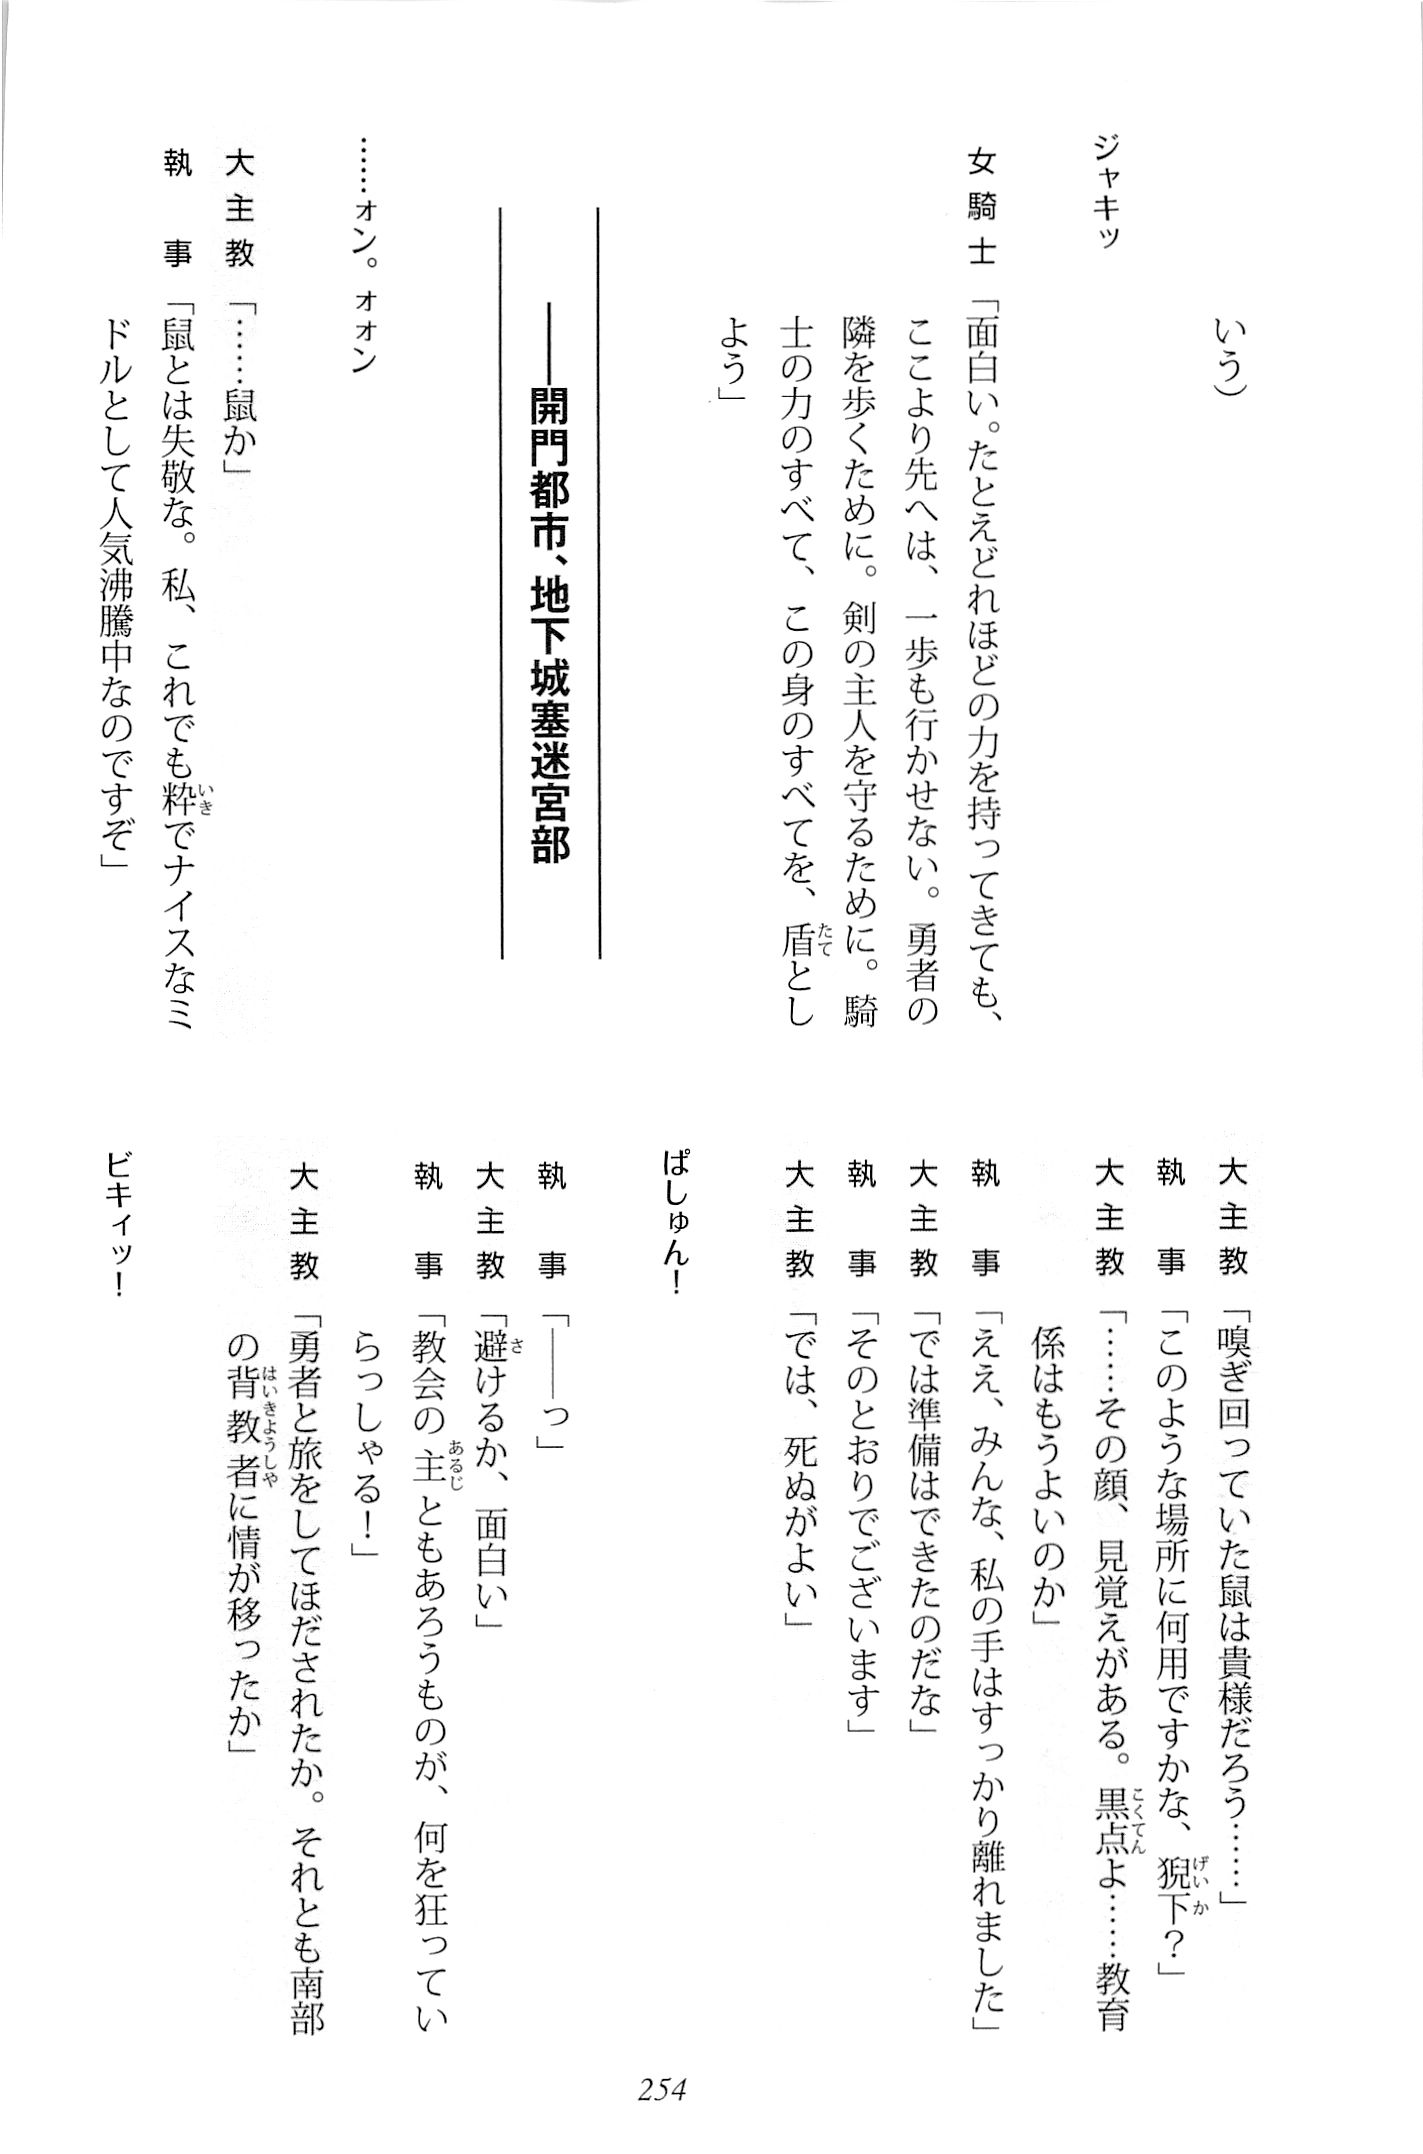 いう）
ジャキッ
女騎士「面白い。たとえどれほどの力を持ってきても、
ここより先へは、一歩も行かせない。勇者の
隣を歩くために。剣の主人を守るために。騎
士の力のすべて、この身のすべてを、盾とし
よう」
――開門都市、地下城塞迷宮部
……ォン。ォォン
大主教「……鼠か」
執事「鼠とは失敬な。私、これでも粋でナイスなミ
ドルとして人気沸騰中なのですぞ」
大主教「嗅ぎ回っていた鼠は貴様だろう……」
執事「このような場所に何用ですかな、猊下？」
大主教「……その顔、見覚えがある。黒点よ……教育
係はもうよいのか」
執事「ええ、みんな、私の手はすっかり離れました」
大主教「では準備はできたのだな」
執事「そのとおりでございます」
大主教「では、死ぬがよい」
ぱしゅん！
執事「――っ」
大主教「避けるか、面白い」
執事「教会の主ともあろうものが、何を狂ってい
らっしゃる！」
大主教「勇者と旅をしてほだされたか。それとも南部
の背教者に情が移ったか」
ビキィッ！
254